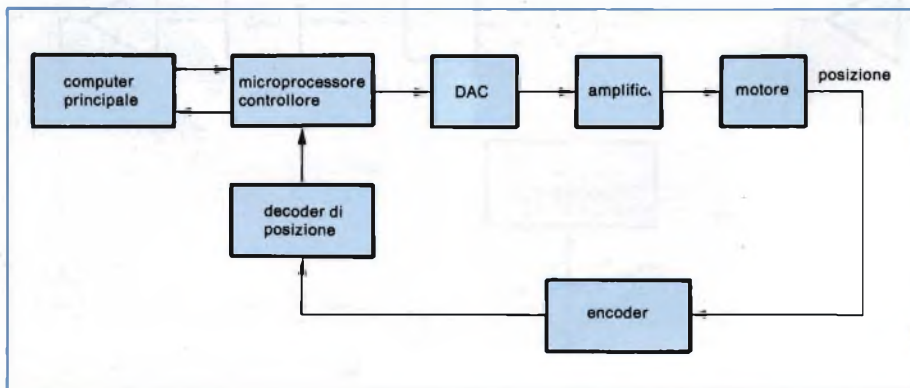 computer
principale
microprocessore
controllore
DAC
amplific.
motore
posizione
decoder di
posizione
encoder